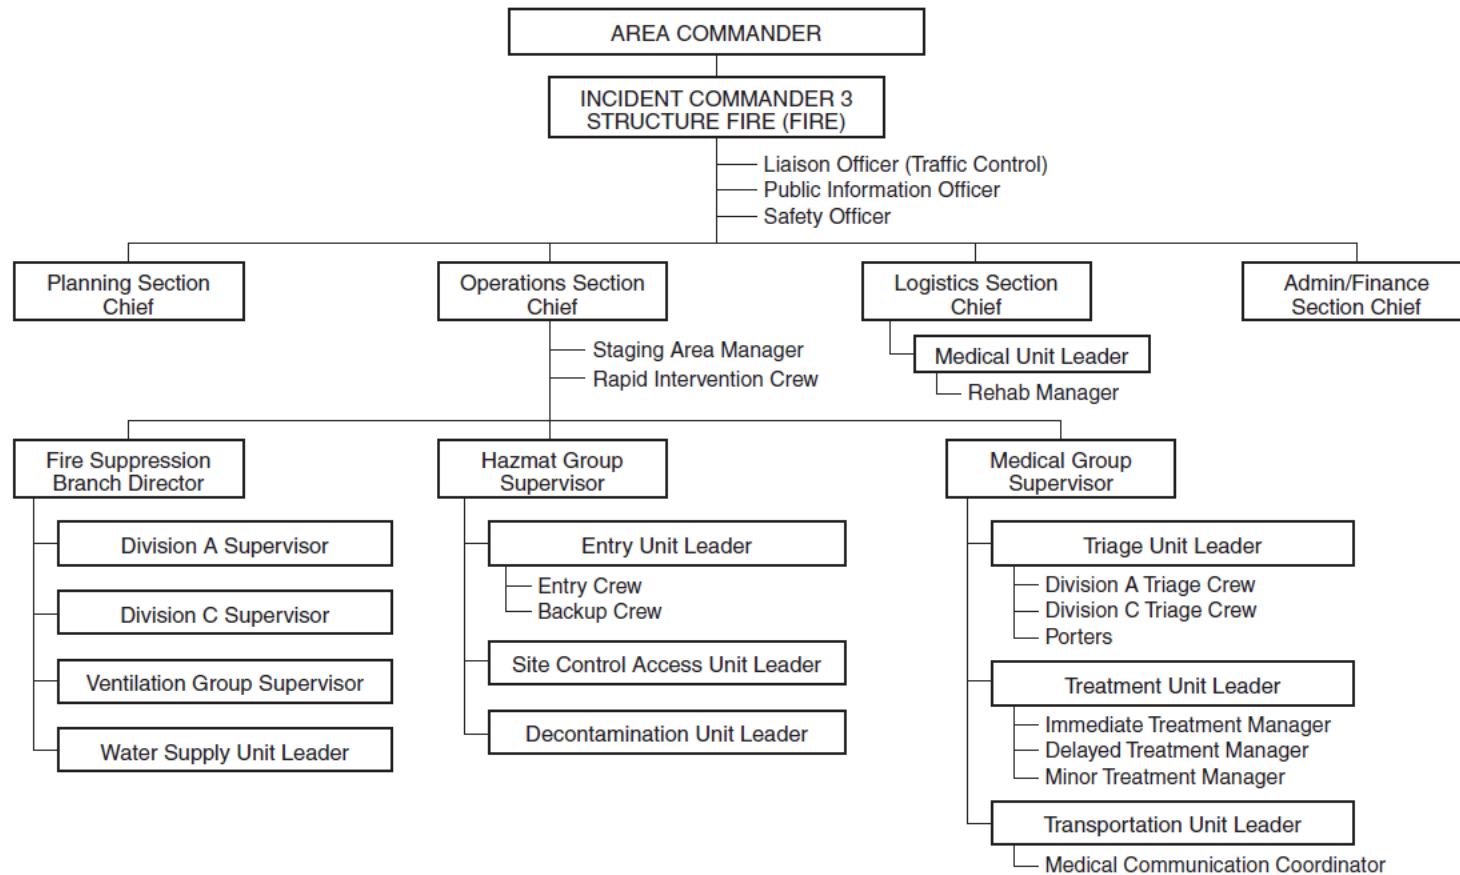 AREA COMMANDER
INCIDENT COMMANDER 3
STRUCTURE FIRE (FIRE)
Liaison Officer (Traffic Control)
Public Information Officer
Safety Officer
Planning Section
Chief
Operations Section
Chief
Logistics Section
Chief
Admin/Finance
Section Chief
Staging Area Manager
Rapid Intervention Crew
Medical Unit Leader
Rehab Manager
Fire Suppression
Branch Director
Division A Supervisor
Division C Supervisor
Ventilation Group Supervisor
Water Supply Unit Leader
Hazmat Group
Supervisor
Entry Unit Leader
Entry Crew
Backup Crew
Site Control Access Unit Leader
Decontamination Unit Leader
Medical Group
Supervisor
Triage Unit Leader
Division A Triage Crew
Division C Triage Crew
Porters
Treatment Unit Leader
Immediate Treatment Manager
Delayed Treatment Manager
Minor Treatment Manager
Transportation Unit Leader
Medical Communication Coordinator